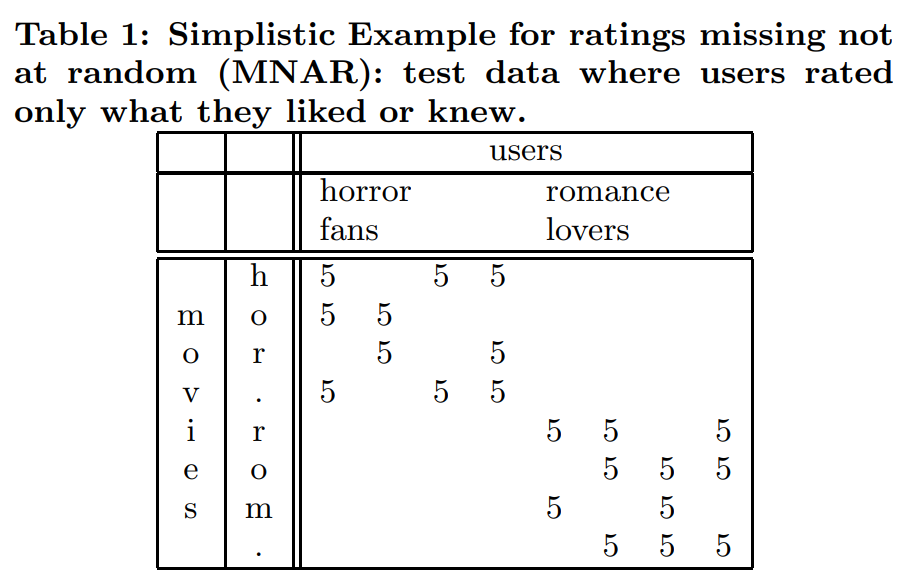 Table 1: Simplistic Example for ratings missing not
at random (MNAR): test data where users rated
only what they liked or knew.
users
horror romance
fans lovers
h 5 5 5
m o 5 5
o r 5 5
v . 5 5 5
i r 5 5 5
e o 5 5 5
s m 5 5
. 5 5 5